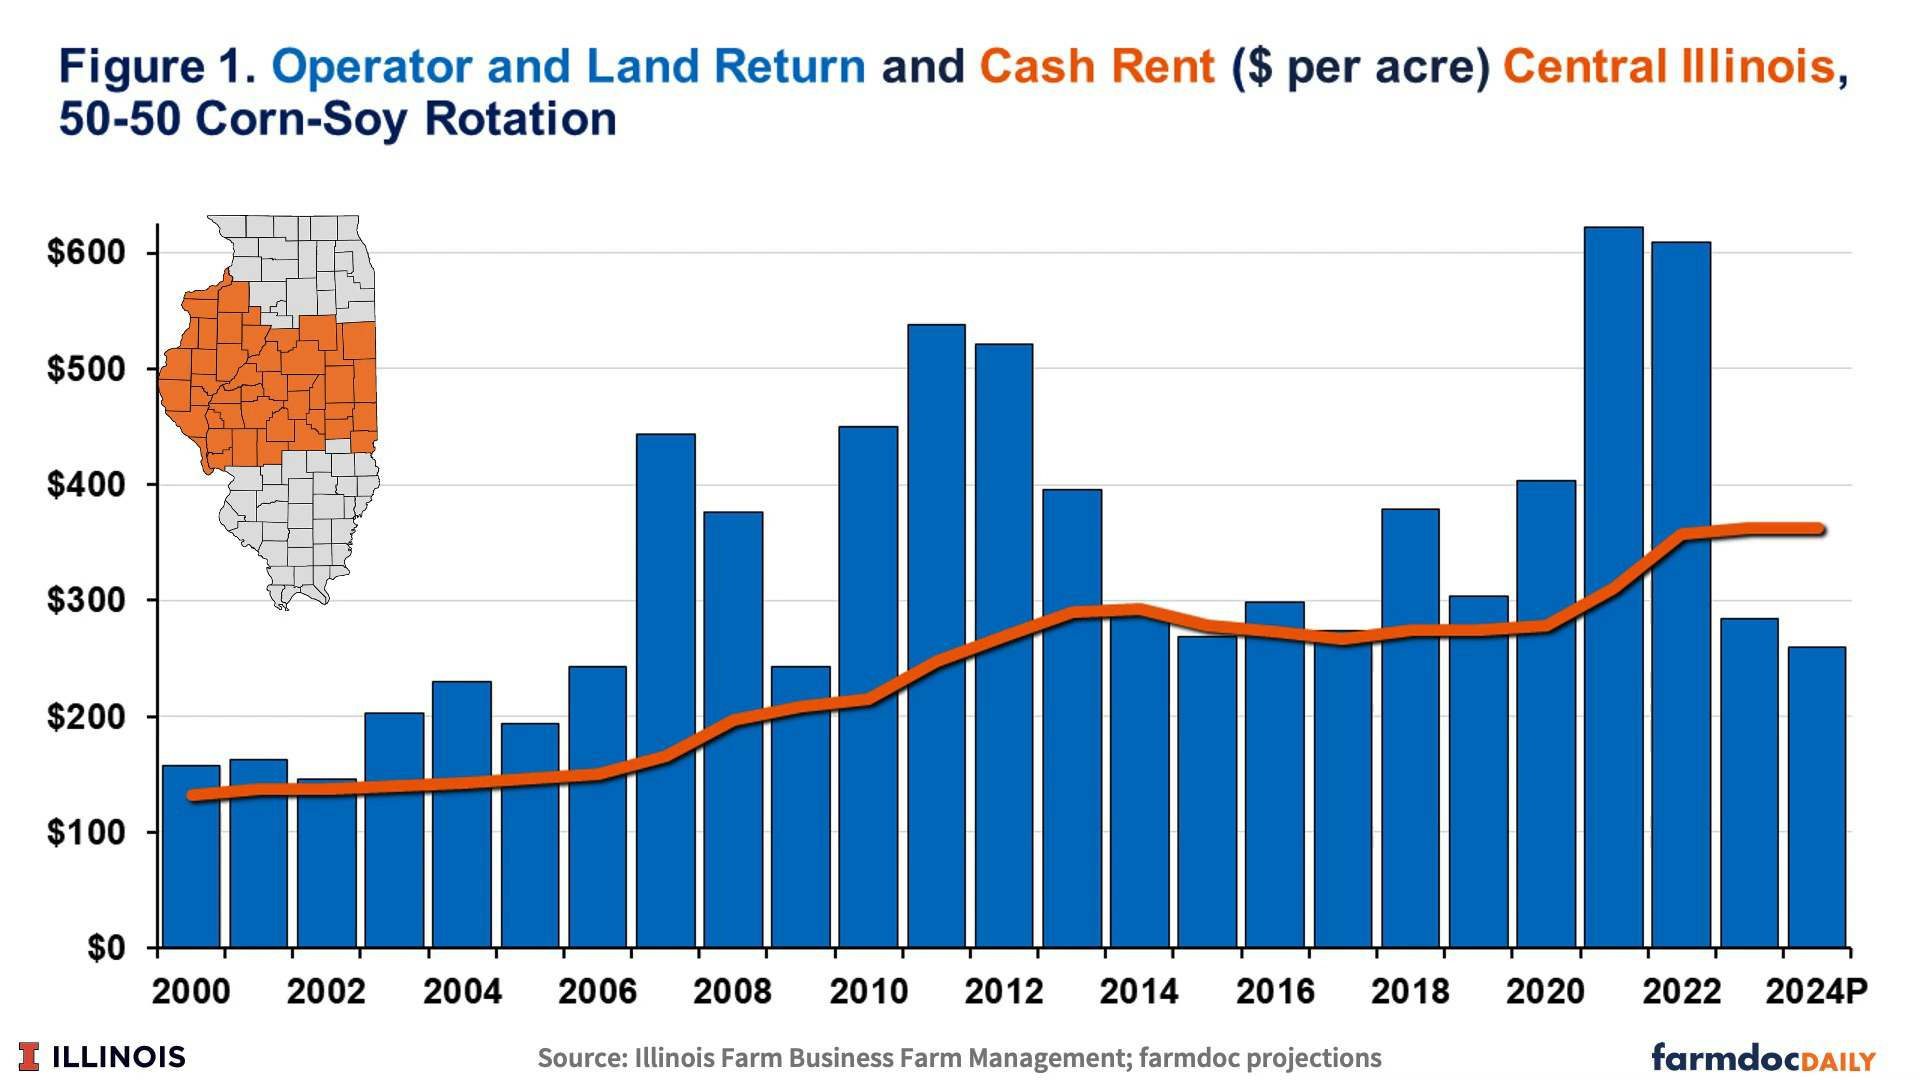 Figure 1. Operator and Land Return and Cash Rent ($ per acre) Central Illinois,
50-50 Corn-Soy Rotation
$600
$500
$400
$300
$200
$100
$0
2000 2002 2004 2006 2008 2010 2012 2014 2016 2018 2020 2022 2024P
I ILLINOIS
Source: Illinois Farm Business Farm Management; farmdoc projections
farmdocDAILY